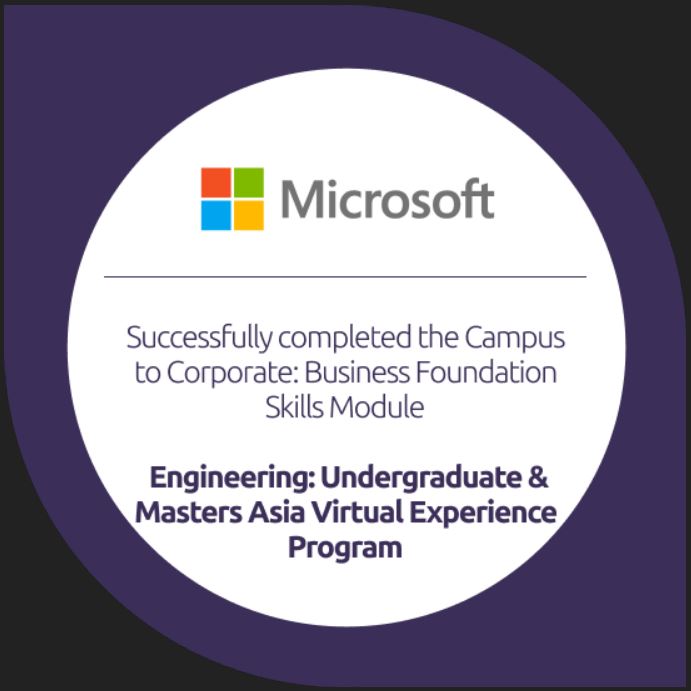 Microsoft
Successfully completed the Campus
to Corporate: Business Foundation
Skills Module
Engineering: Undergraduate &
Masters Asia Virtual Experience
Program